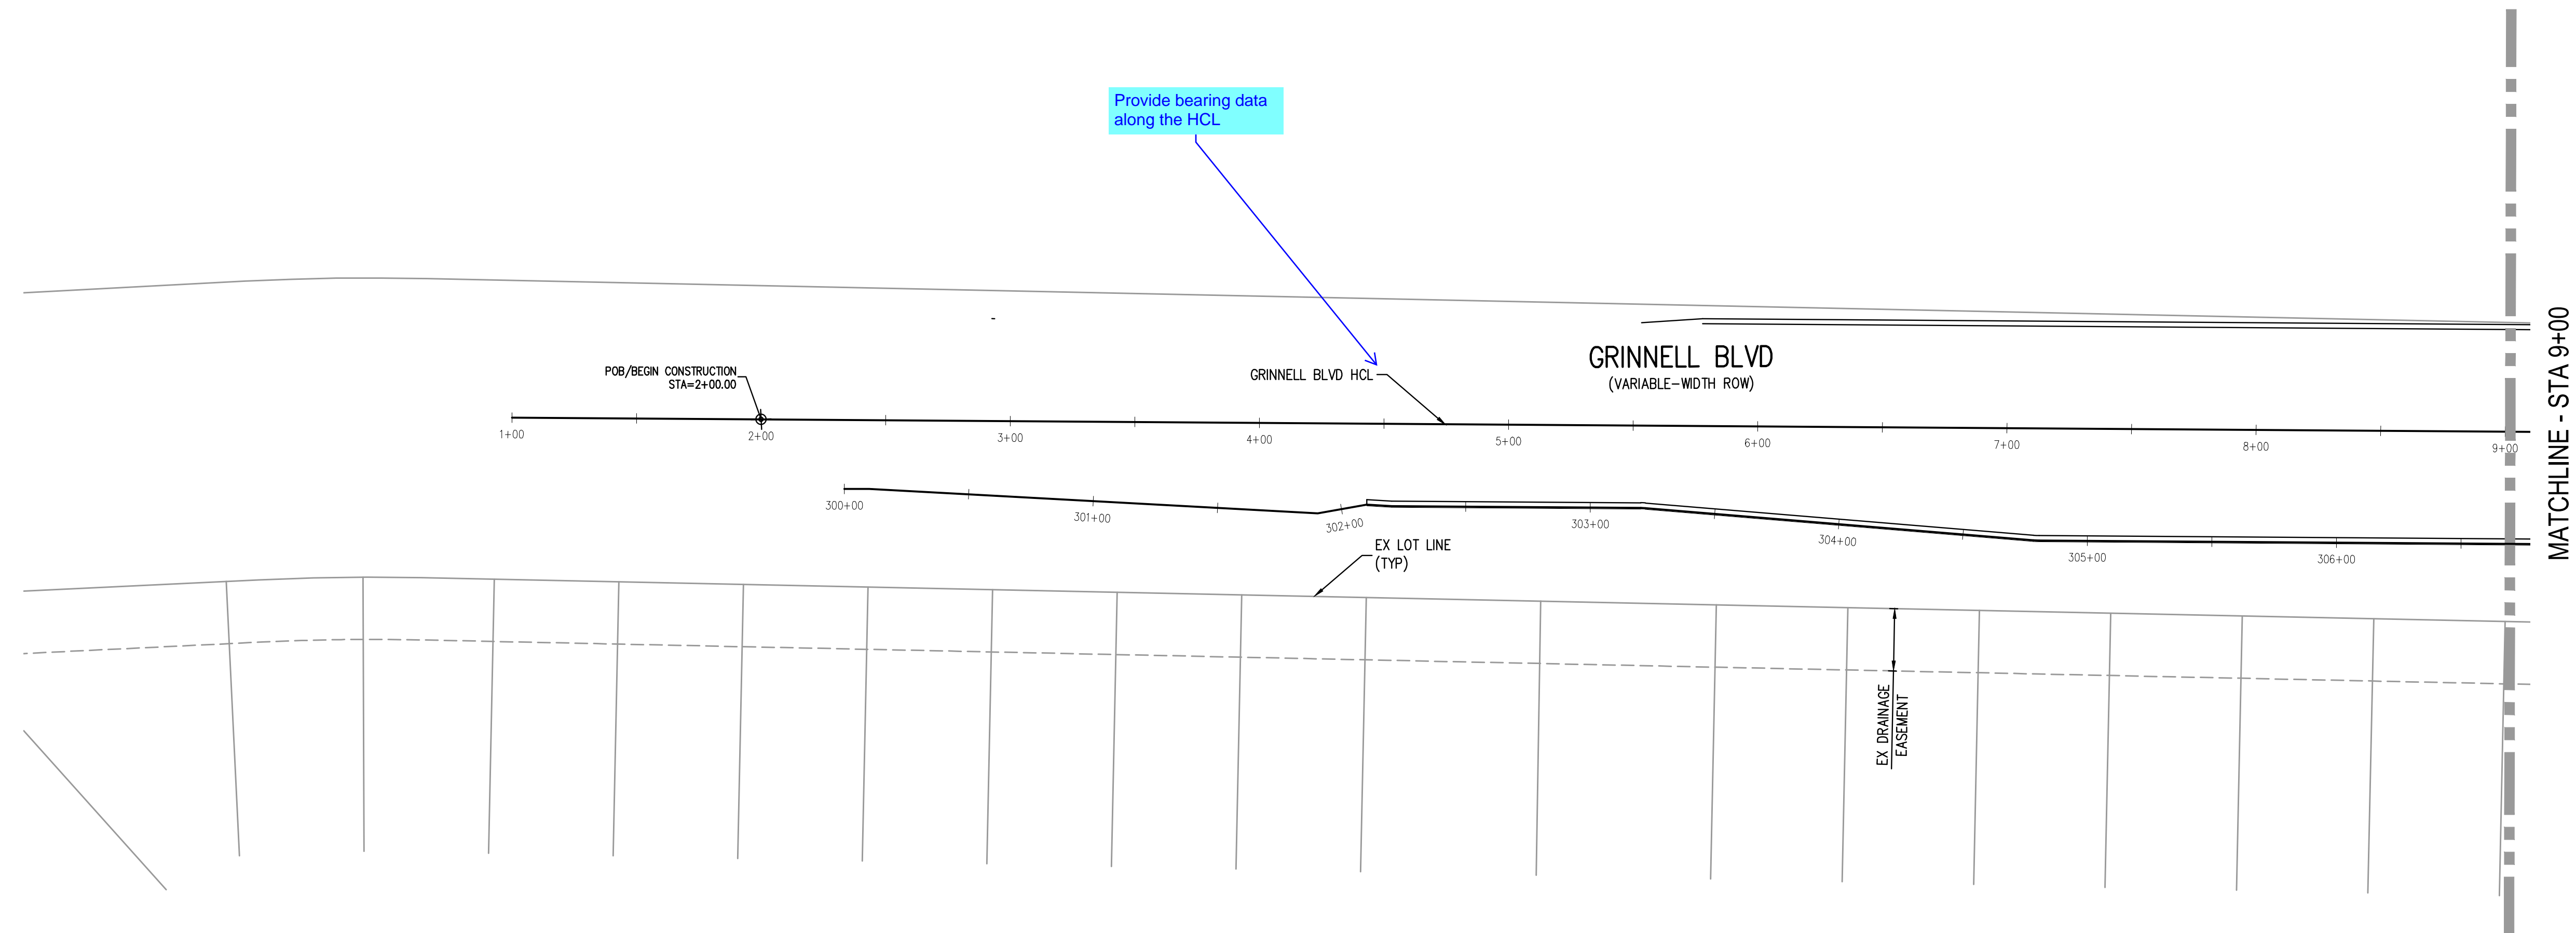 Provide bearing data
along the HCL
GRINNELL BLVD
(VARIABLE-WIDTH ROW)
POB/BEGIN CONSTRUCTION
STA=2+00.00
GRINNELL BLVD HCL
1+00
2+00
3+00
4+00
5+00
6+00
7+00
8+00
9+00
MATCHLINE - STA 9+00
300+00
301+00
302+00
303+00
304+00
305+00
306+00
EX LOT LINE
(TYP)
EX DRAINAGE
EASEMENT